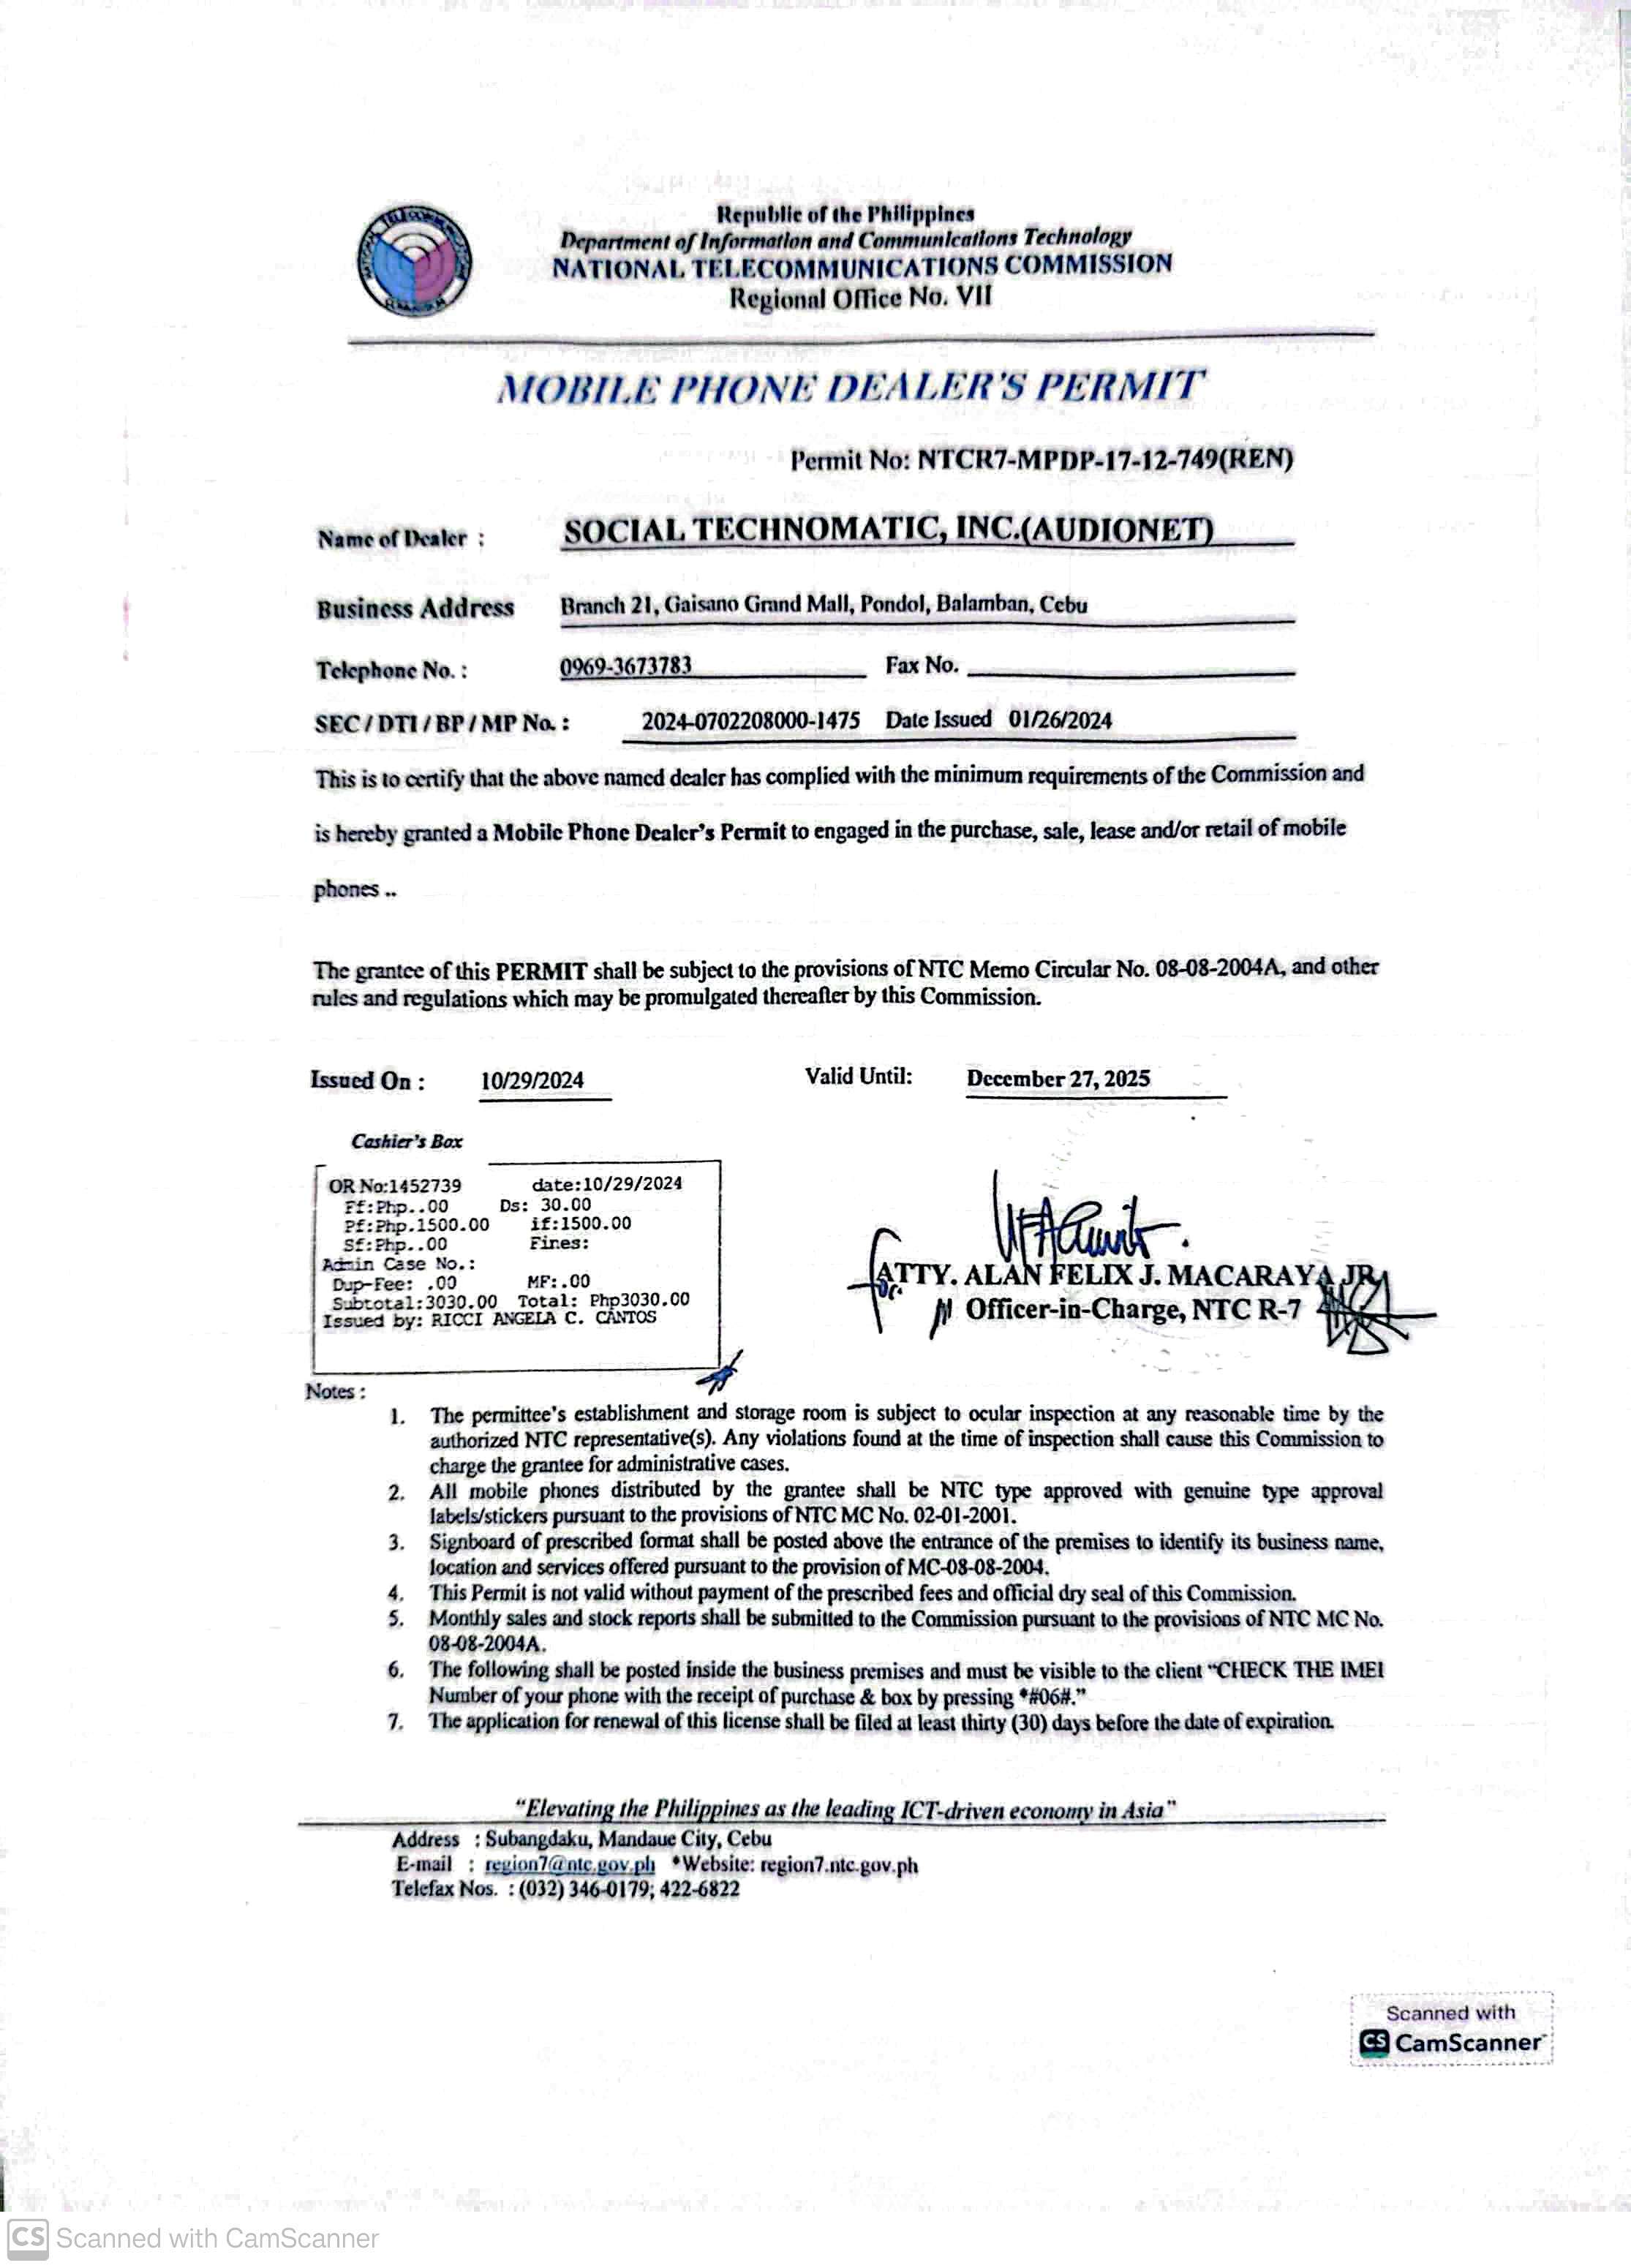 Republic of the Philippines
Department of Information and Communications Technology
NATIONAL TELECOMMUNICATIONS COMMISSION
Regional Office No. VII
MOBILE PHONE DEALER'S PERMIT
Permit No: NTCR7-MPDP-17-12-749(REN)
Name of Dealer : SOCIAL TECHNOMATIC, INC.(AUDIONET)
Business Address Branch 21, Gaisano Grand Mall, Pondol, Balamban, Cebu
Telephone No. : 0969-3673783 Fax No.
SEC / DTI / BP / MP No. : 2024-0702208000-1475 Date Issued 01/26/2024
This is to certify that the above named dealer has complied with the minimum requirements of the Commission and
is hereby granted a Mobile Phone Dealer's Permit to engaged in the purchase, sale, lease and/or retail of mobile
phones ..
The grantee of this PERMIT shall be subject to the provisions of NTC Memo Circular No. 08-08-2004A, and other
rules and regulations which may be promulgated thereafter by this Commission.
Issued On : 10/29/2024 Valid Until: December 27, 2025
Cashier's Box
OR No:1452739 date:10/29/2024
Ff:Php..00 Ds: 30.00
Pf:Php.1500.00 if:1500.00
Sf:Php..00 Fines:
Admin Case No.:
Dup-Fee: .00 MF:.00
Subtotal:3030.00 Total: Php3030.00
Issued by: RICCI ANGELA C. CANTOS
for:
ATTY. ALAN FELIX J. MACARAYA JR
Officer-in-Charge, NTC R-7
Notes :
1. The permittee's establishment and storage room is subject to ocular inspection at any reasonable time by the
authorized NTC representative(s). Any violations found at the time of inspection shall cause this Commission to
charge the grantee for administrative cases.
2. All mobile phones distributed by the grantee shall be NTC type approved with genuine type approval
labels/stickers pursuant to the provisions of NTC MC No. 02-01-2001.
3. Signboard of prescribed format shall be posted above the entrance of the premises to identify its business name,
location and services offered pursuant to the provision of MC-08-08-2004.
4. This Permit is not valid without payment of the prescribed fees and official dry seal of this Commission.
5. Monthly sales and stock reports shall be submitted to the Commission pursuant to the provisions of NTC MC No.
08-08-2004A.
6. The following shall be posted inside the business premises and must be visible to the client "CHECK THE IMEI
Number of your phone with the receipt of purchase & box by pressing *#06#."
7. The application for renewal of this license shall be filed at least thirty (30) days before the date of expiration.
"Elevating the Philippines as the leading ICT-driven economy in Asia"
Address : Subangdaku, Mandaue City, Cebu
E-mail : region7@ntc.gov.ph *Website: region7.ntc.gov.ph
Telefax Nos. : (032) 346-0179; 422-6822
Scanned with
CS CamScanner
CS Scanned with CamScanner